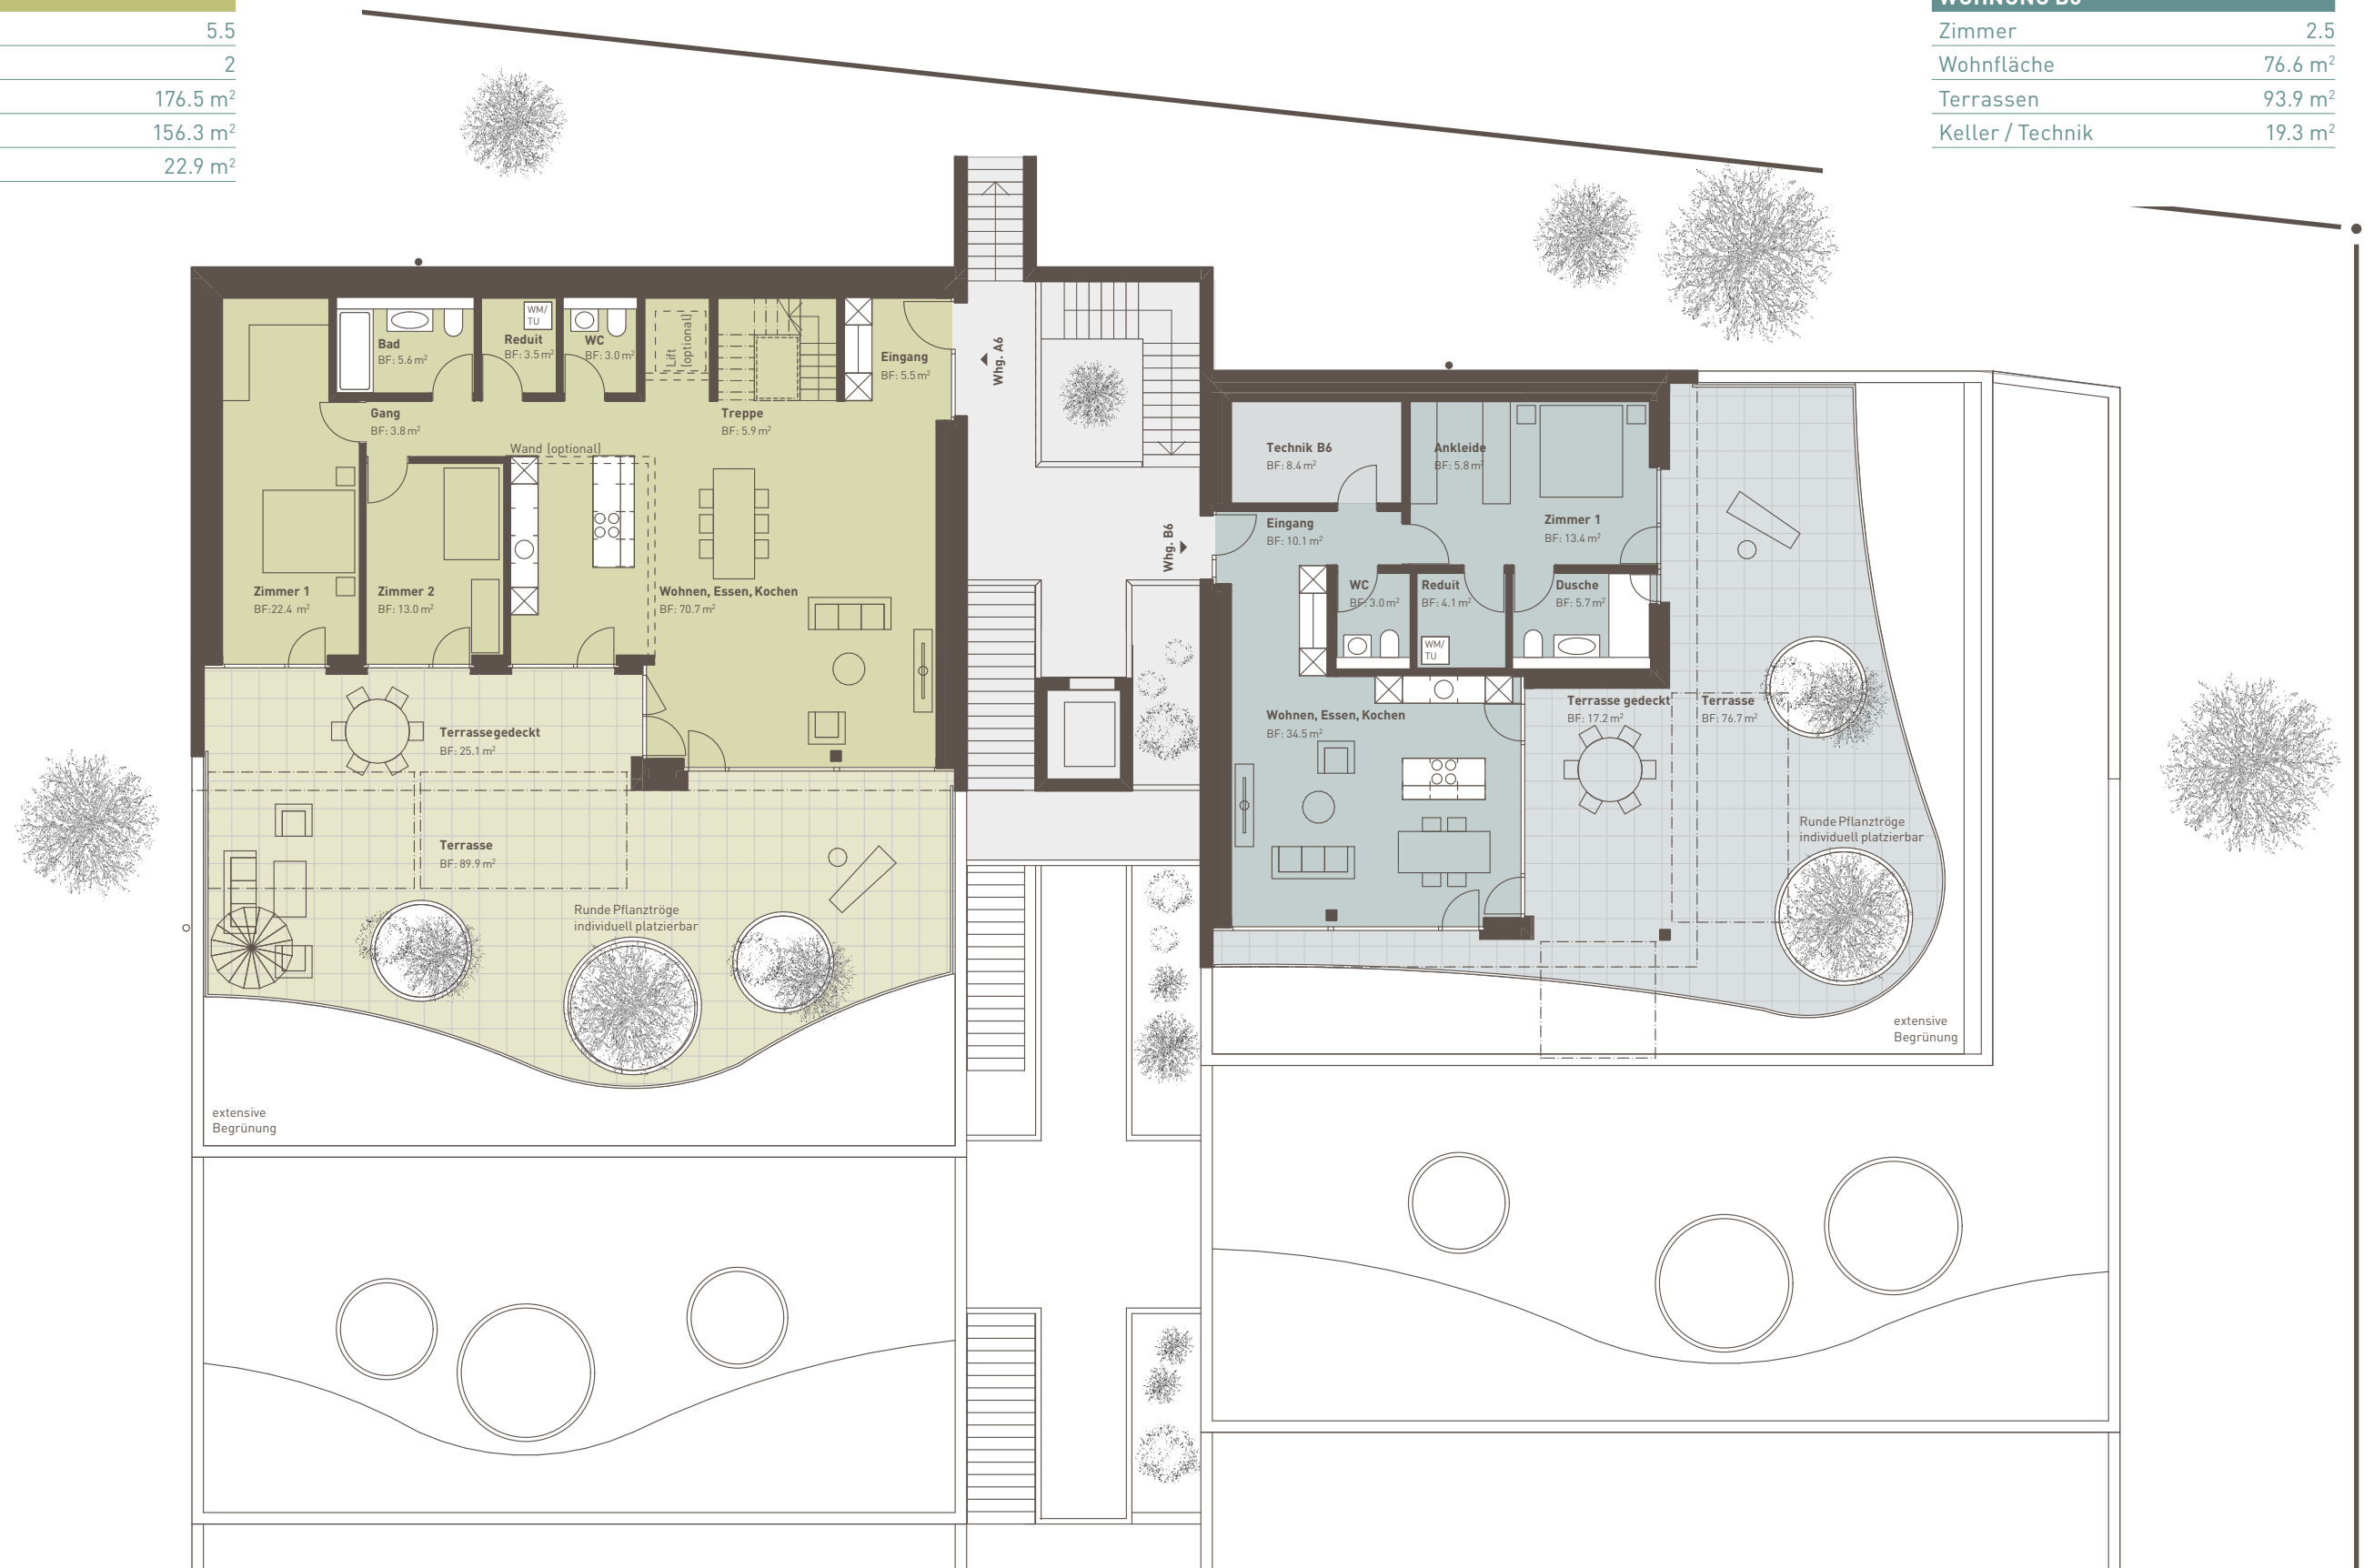 5.5
2
176.5 m²
156.3 m²
22.9 m²
WOHNUNG B6
Zimmer 2.5
Wohnfläche 76.6 m²
Terrassen 93.9 m²
Keller / Technik 19.3 m²
Bad
BF: 5.6 m²
Reduit
BF: 3.5 m²
WM/
TU
WC
BF: 3.0 m²
Lift
(optional)
Eingang
BF: 5.5 m²
Whg. A6
Gang
BF: 3.8 m²
Treppe
BF: 5.9 m²
Wand (optional)
Zimmer 1
BF:22.4 m²
Zimmer 2
BF: 13.0 m²
Wohnen, Essen, Kochen
BF: 70.7 m²
Terrasse gedeckt
BF: 25.1 m²
Terrasse
BF: 89.9 m²
Runde Pflanztröge
individuell platzierbar
extensive
Begrünung
Whg. B6
Technik B6
BF: 8.4 m²
Ankleide
BF: 5.8 m²
Eingang
BF: 10.1 m²
Zimmer 1
BF: 13.4 m²
WC
BF: 3.0 m²
Reduit
BF: 4.1 m²
WM/
TU
Dusche
BF: 5.7 m²
Wohnen, Essen, Kochen
BF: 34.5 m²
Terrasse gedeckt
BF: 17.2 m²
Terrasse
BF: 76.7 m²
Runde Pflanztröge
individuell platzierbar
extensive
Begrünung